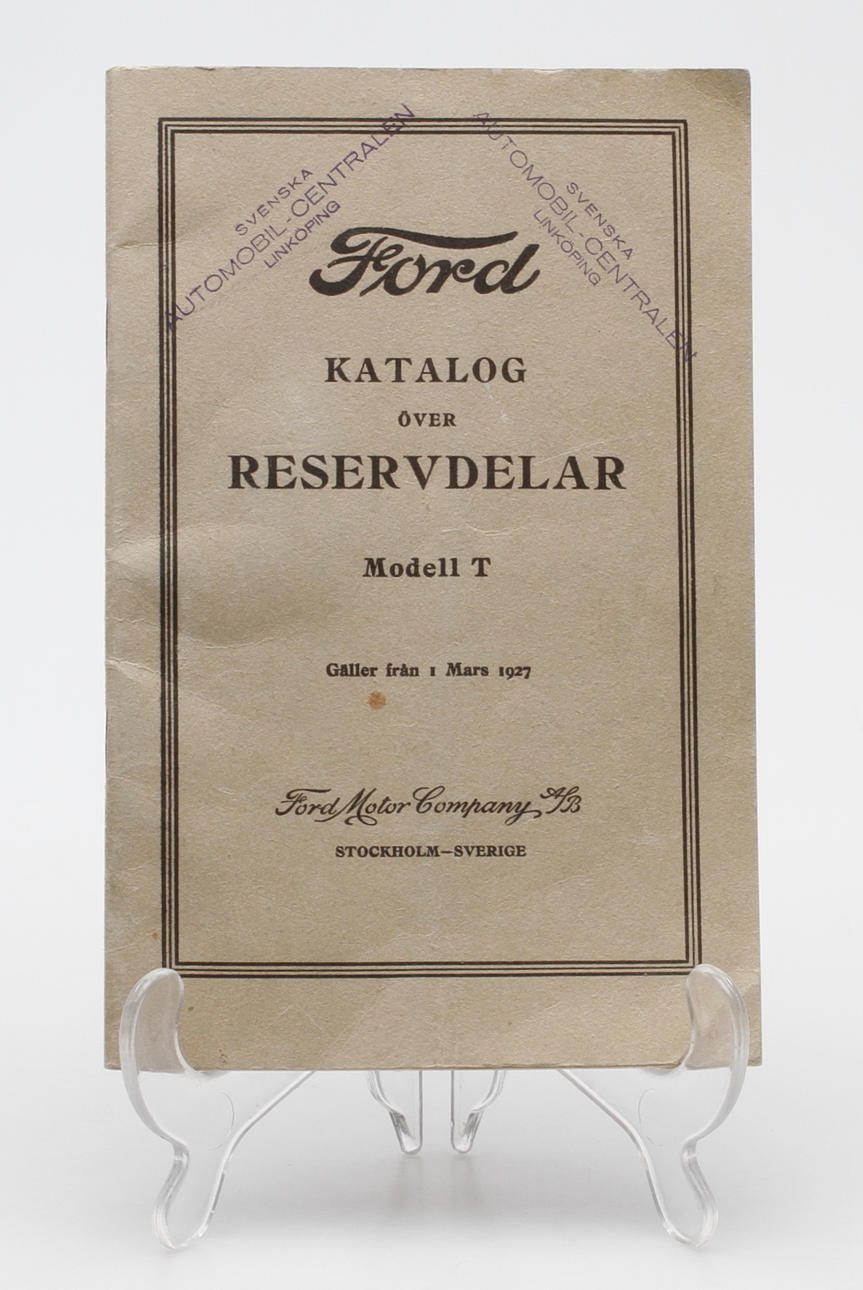 SVENSKA
AUTOMOBIL-CENTRALEN
LINKÖPING
SVENSKA
AUTOMOBIL-CENTRALEN
LINKÖPING
Ford
KATALOG
ÖVER
RESERVDELAR
Modell T
Gäller från 1 Mars 1927
Ford Motor Company A/B
STOCKHOLM—SVERIGE